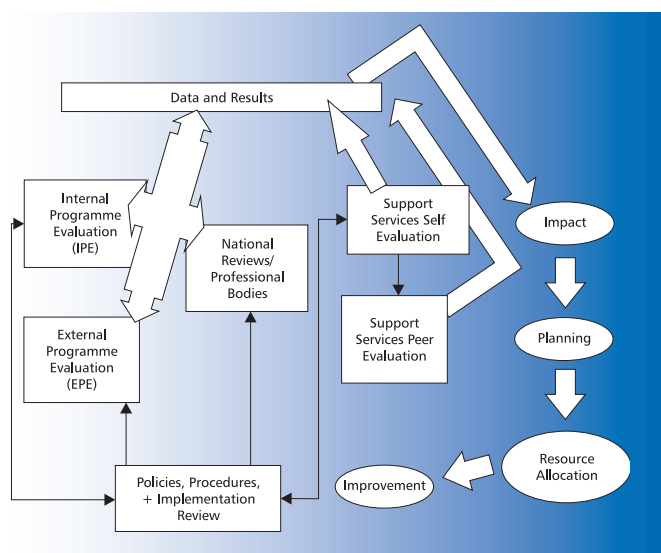 Data and Results
Internal
Programme
Evaluation
(IPE)
National
Reviews/
Professional
Bodies
Support
Services Self
Evaluation
Impact
External
Programme
Evaluation
(EPE)
Support
Services Peer
Evaluation
Planning
Policies, Procedures,
+ Implementation
Review
Improvement
Resource
Allocation